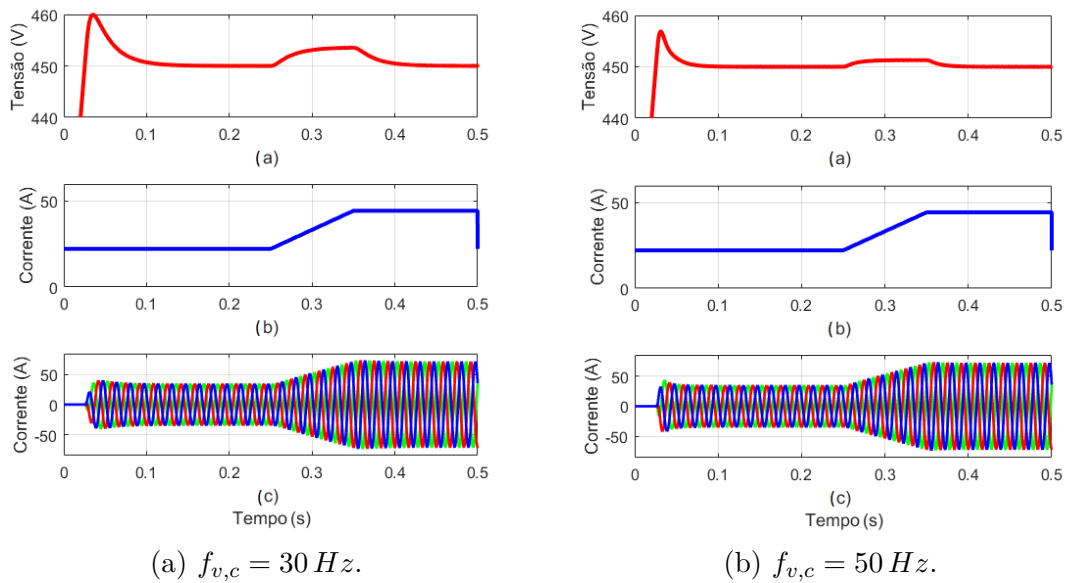 460
Tensão (V)
450
440
0 0.1 0.2 0.3 0.4 0.5
(a)
Corrente (A)
50
0
0 0.1 0.2 0.3 0.4 0.5
(b)
Corrente (A)
50
0
-50
0 0.1 0.2 0.3 0.4 0.5
(c)
Tempo (s)
(a) f_{v,c} = 30 Hz.
460
Tensão (V)
450
440
0 0.1 0.2 0.3 0.4 0.5
(a)
Corrente (A)
50
0
0 0.1 0.2 0.3 0.4 0.5
(b)
Corrente (A)
50
0
-50
0 0.1 0.2 0.3 0.4 0.5
(c)
Tempo (s)
(b) f_{v,c} = 50 Hz.